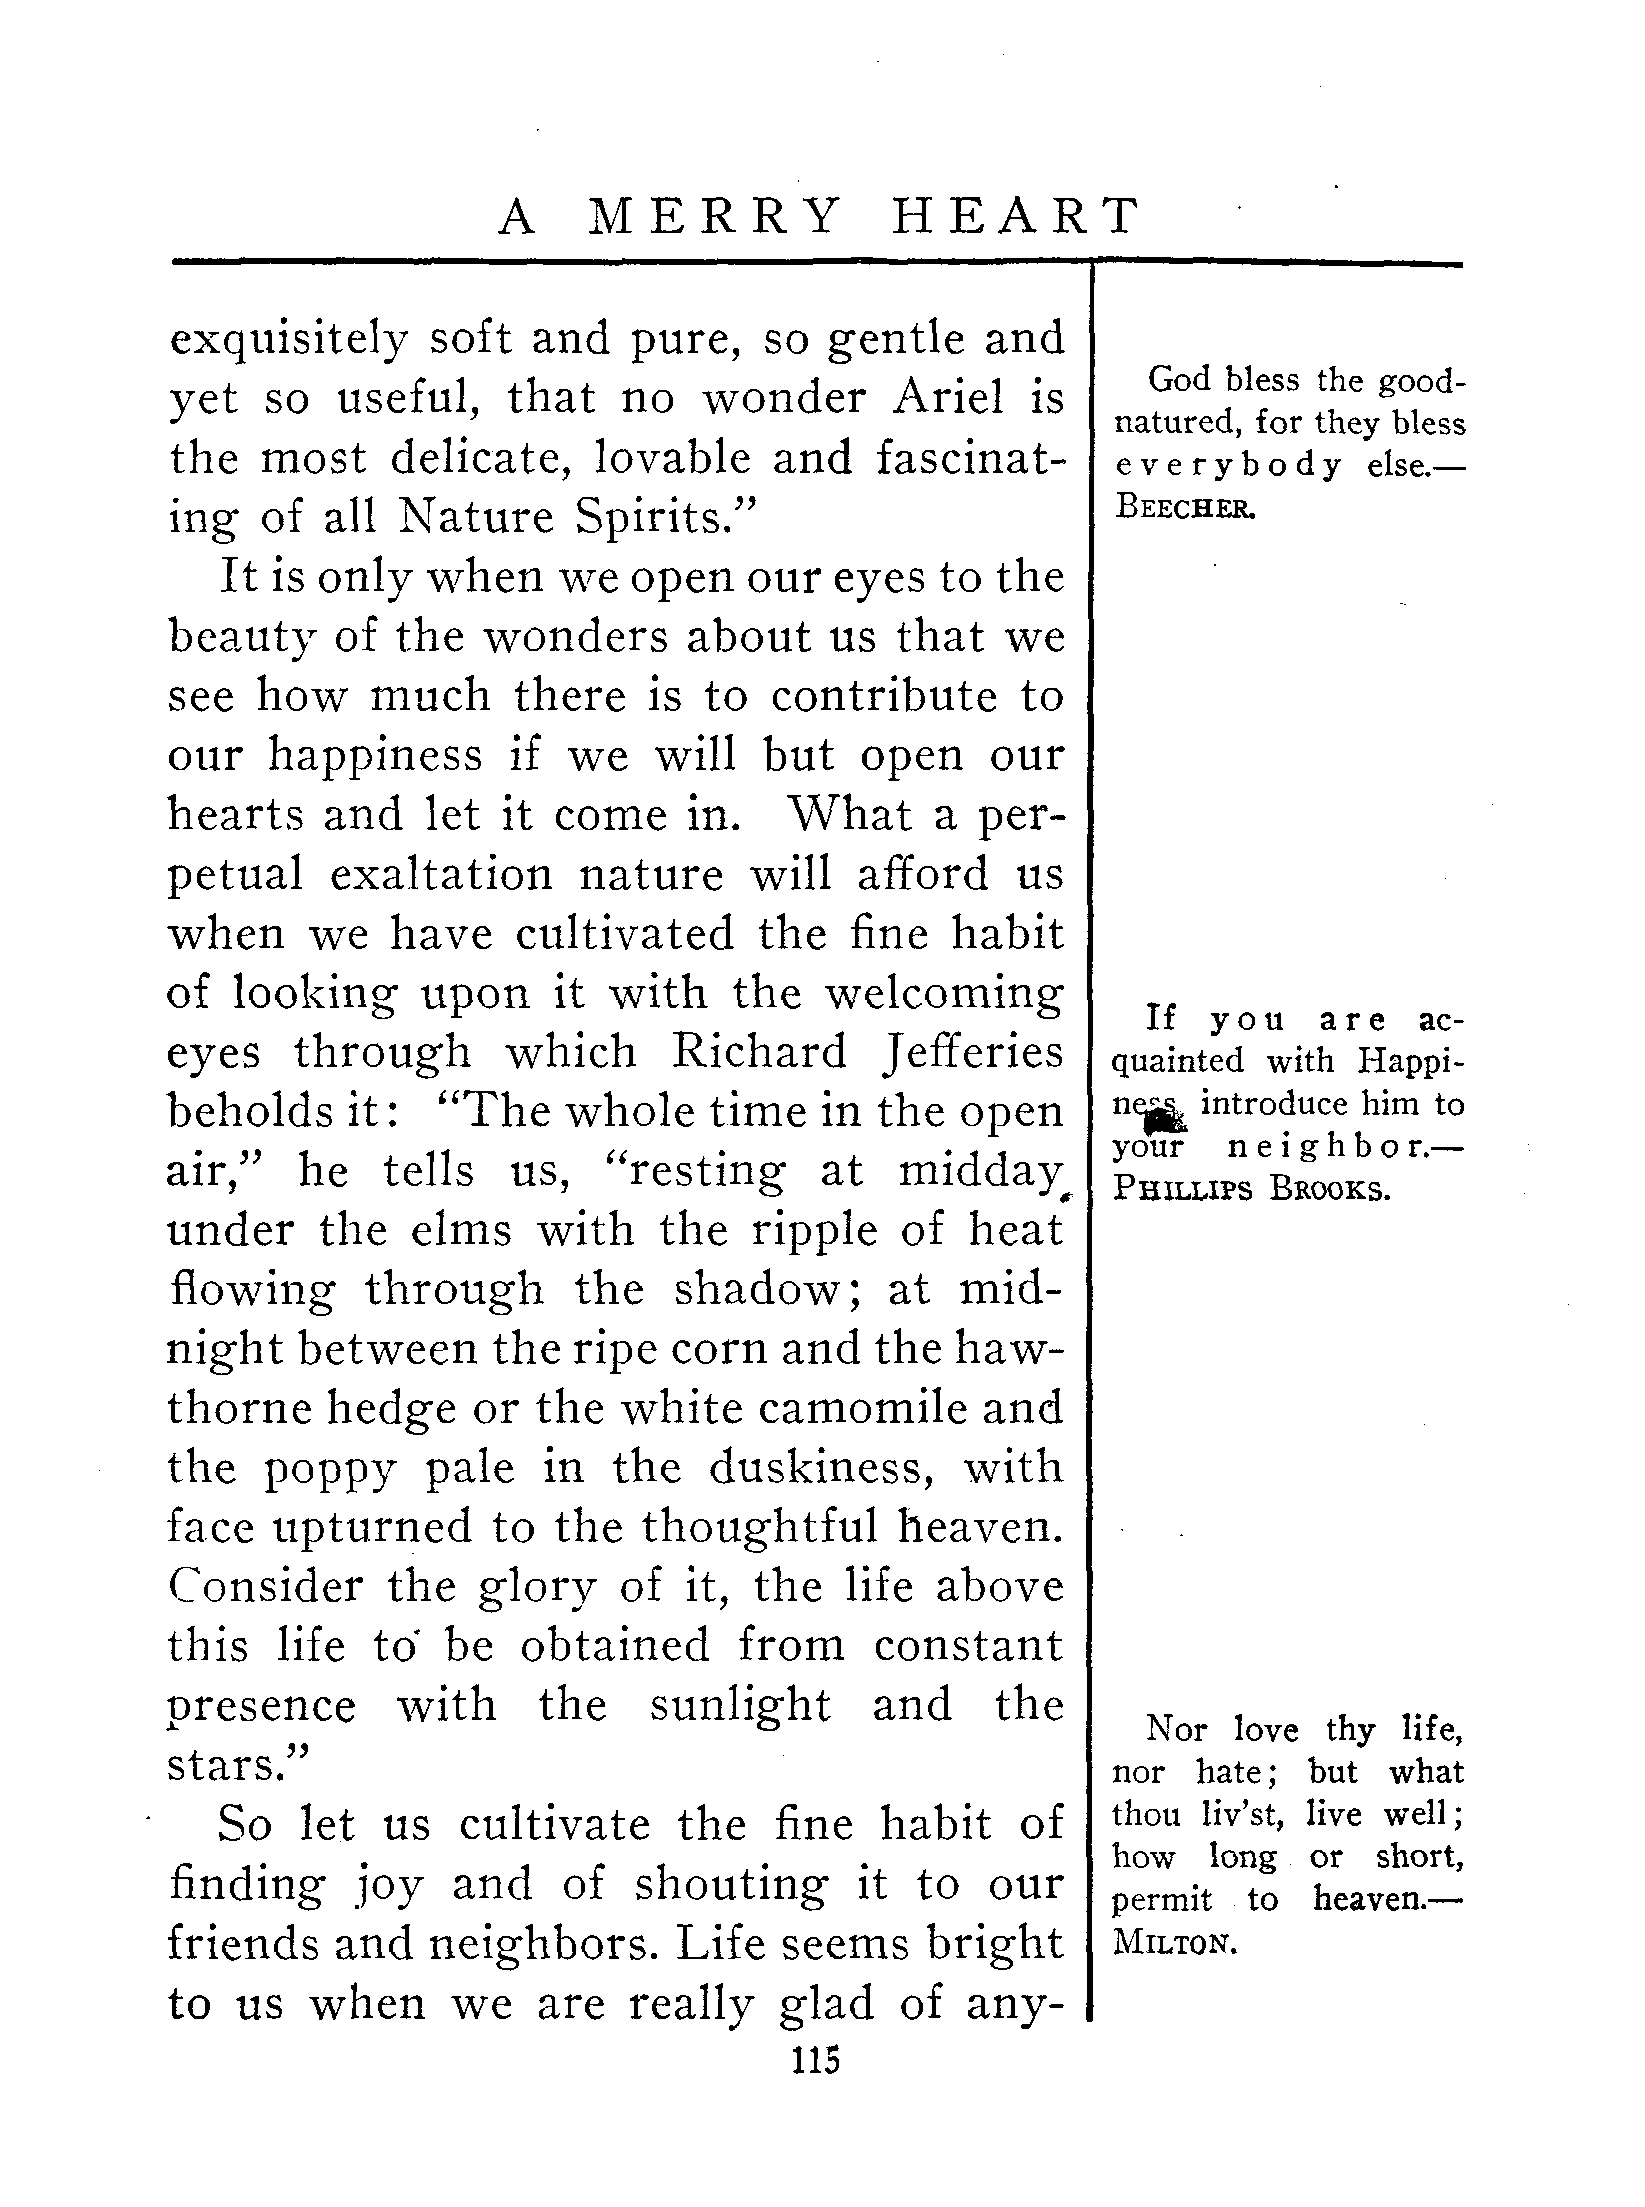 A MERRY HEART
exquisitely soft and pure, so gentle and
yet so useful, that no wonder Ariel is
the most delicate, lovable and fascinat-
ing of all Nature Spirits.”
It is only when we open our eyes to the
beauty of the wonders about us that we
see how much there is to contribute to
our happiness if we will but open our
hearts and let it come in. What a per-
petual exaltation nature will afford us
when we have cultivated the fine habit
of looking upon it with the welcoming
eyes through which Richard Jefferies
beholds it: “The whole time in the open
air,” he tells us, “resting at midday
under the elms with the ripple of heat
flowing through the shadow; at mid-
night between the ripe corn and the haw-
thorne hedge or the white camomile and
the poppy pale in the duskiness, with
face upturned to the thoughtful heaven.
Consider the glory of it, the life above
this life to be obtained from constant
presence with the sunlight and the
stars.”
So let us cultivate the fine habit of
finding joy and of shouting it to our
friends and neighbors. Life seems bright
to us when we are really glad of any-
God bless the good-
natured, for they bless
everybody else.—
BEECHER.
If you are ac-
quainted with Happi-
ness, introduce him to
your neighbor.—
PHILLIPS BROOKS.
Nor love thy life,
nor hate; but what
thou liv’st, live well;
how long or short,
permit to heaven.—
MILTON.
115